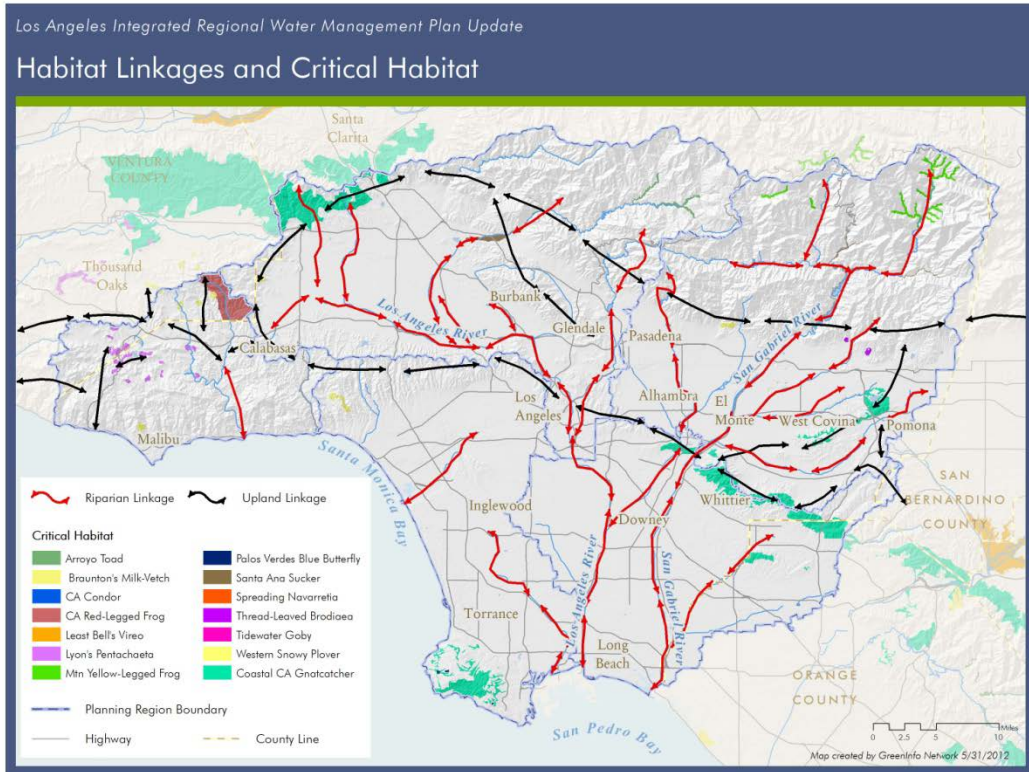 Los Angeles Integrated Regional Water Management Plan Update
Habitat Linkages and Critical Habitat
Santa
Clarita
VENTURA
COUNTY
Thousand
Oaks
Burbank
Los Angeles River
Glendale
Pasadena
San Gabriel River
Calabasas
Los
Angeles
Alhambra
El
Monte
West Covina
Pomona
Malibu
Santa Monica Bay
SAN
BERNARDINO
COUNTY
Whittier
Inglewood
Downey
Los Angeles River
San Gabriel River
Torrance
Long
Beach
ORANGE
COUNTY
San Pedro Bay
Riparian Linkage
Upland Linkage
Critical Habitat
Arroyo Toad
Braunton's Milk-Vetch
CA Condor
CA Red-Legged Frog
Least Bell's Vireo
Lyon's Pentachaeta
Mtn Yellow-Legged Frog
Palos Verdes Blue Butterfly
Santa Ana Sucker
Spreading Navarretia
Thread-Leaved Brodiaea
Tidewater Goby
Western Snowy Plover
Coastal CA Gnatcatcher
Planning Region Boundary
Highway
County Line
Miles
0 2.5 5 10
Map created by GreenInfo Network 5/31/2012